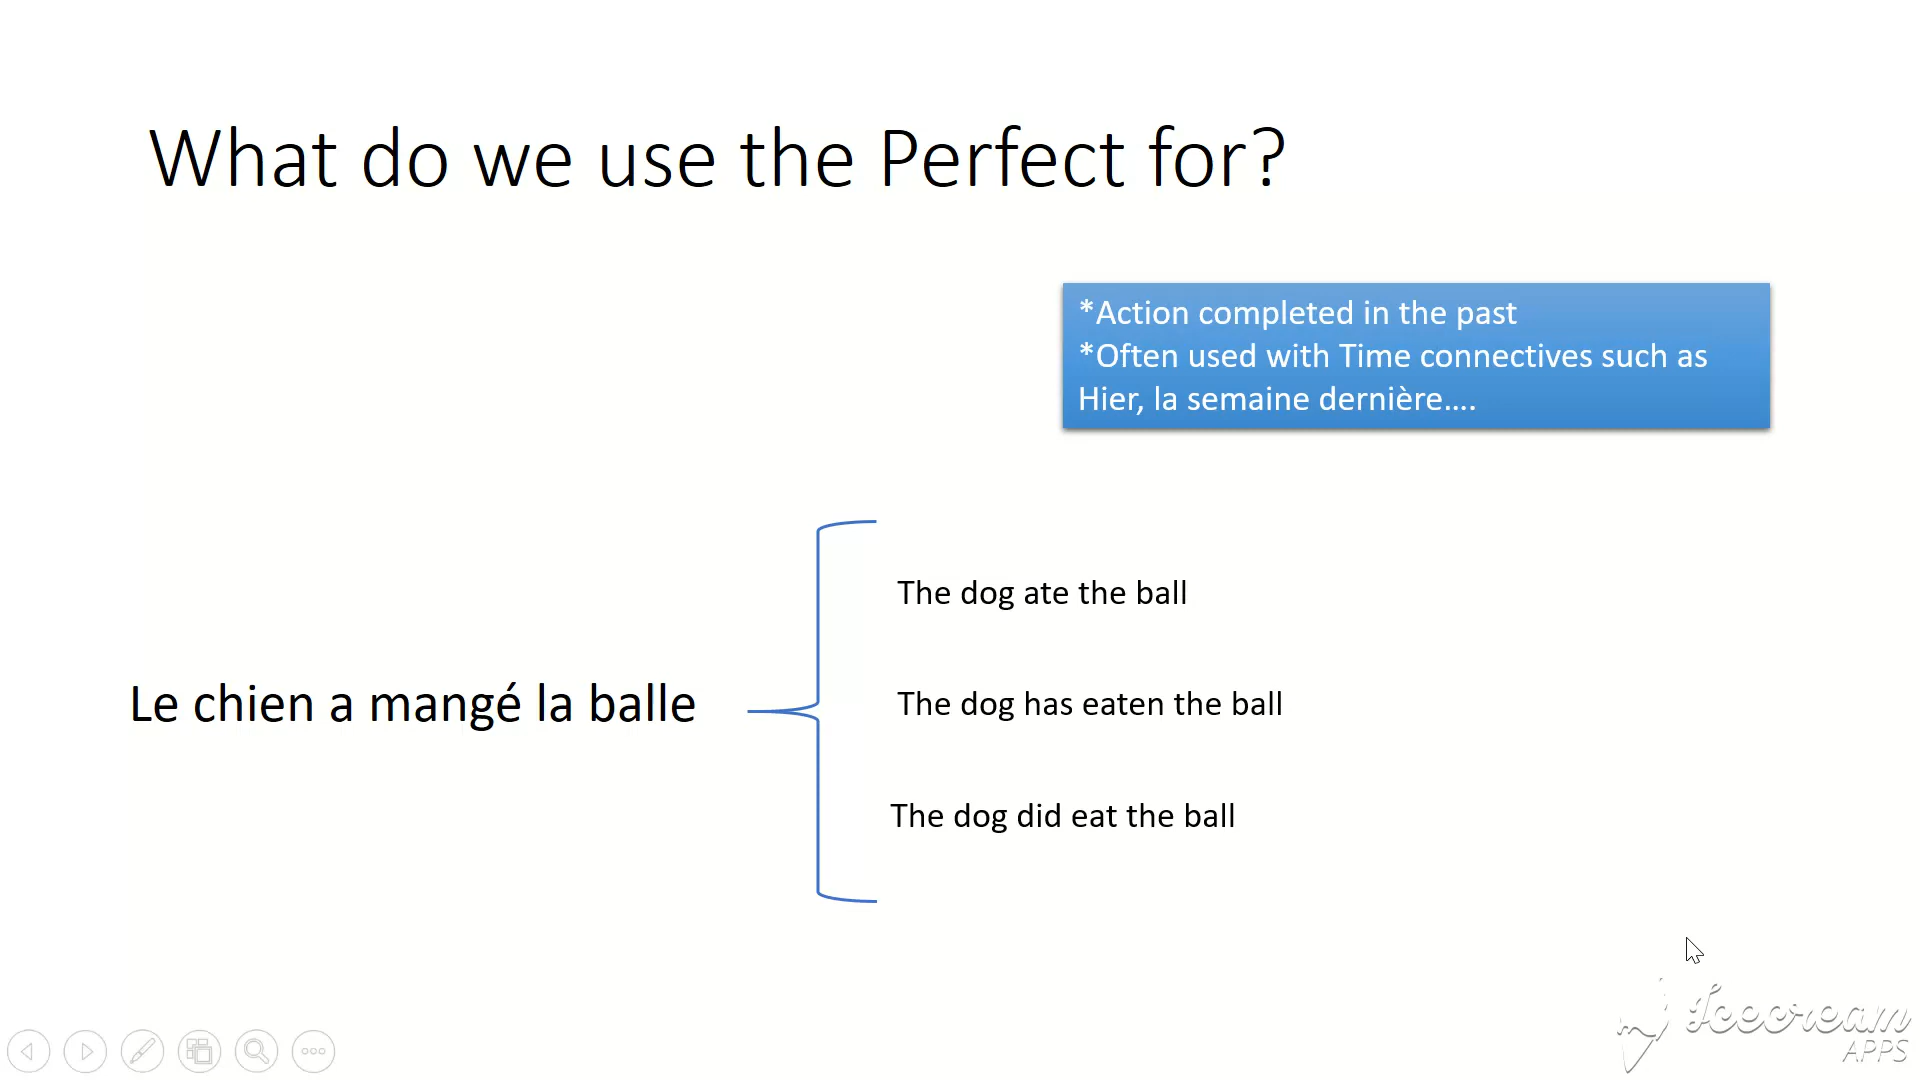 What do we use the Perfect for?
*Action completed in the past
*Often used with Time connectives such as
Hier, la semaine dernière....
The dog ate the ball
Le chien a mangé la balle
The dog has eaten the ball
The dog did eat the ball
Icecream
APPS